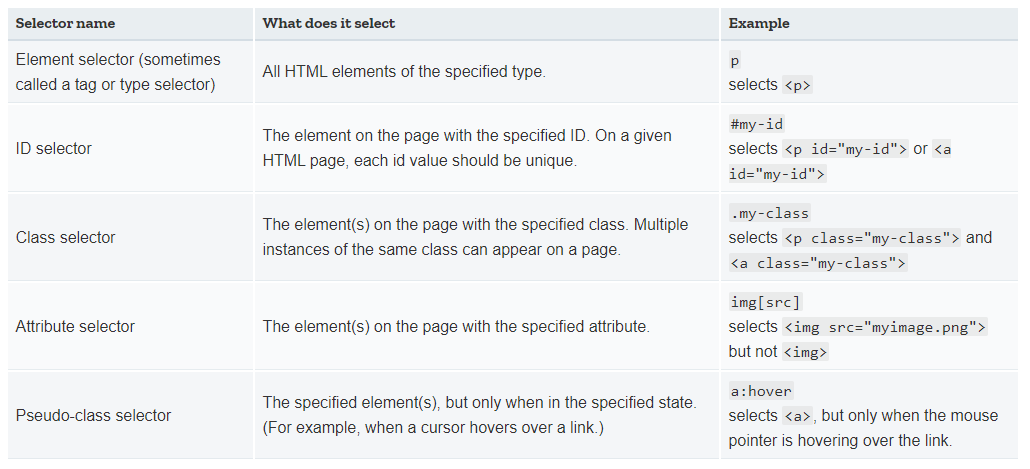 Selector name What does it select Example
Element selector (sometimes
called a tag or type selector)
All HTML elements of the specified type.
p
selects <p>
ID selector
The element on the page with the specified ID. On a given
HTML page, each id value should be unique.
#my-id
selects <p id="my-id"> or <a
id="my-id">
Class selector
The element(s) on the page with the specified class. Multiple
instances of the same class can appear on a page.
.my-class
selects <p class="my-class"> and
<a class="my-class">
Attribute selector
The element(s) on the page with the specified attribute.
img[src]
selects <img src="myimage.png">
but not <img>
Pseudo-class selector
The specified element(s), but only when in the specified state.
(For example, when a cursor hovers over a link.)
a:hover
selects <a>, but only when the mouse
pointer is hovering over the link.